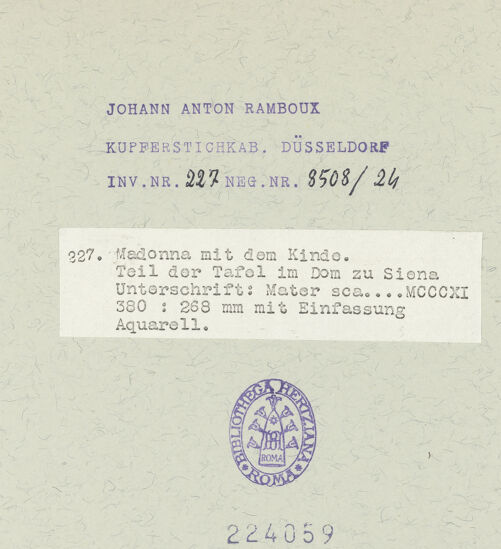 JOHANN ANTON RAMBOUX
KUPFERSTICHKAB. DÜSSELDORF
INV.NR. 227 NEG.NR. 8508/24
227. Madonna mit dem Kinde.
Teil der Tafel im Dom zu Siena
Unterschrift: Mater sca....MCCCXI
380 : 268 mm mit Einfassung
Aquarell.
BIBLIOTHECA HERTZIANA
ROMA
* ROMA *
224059